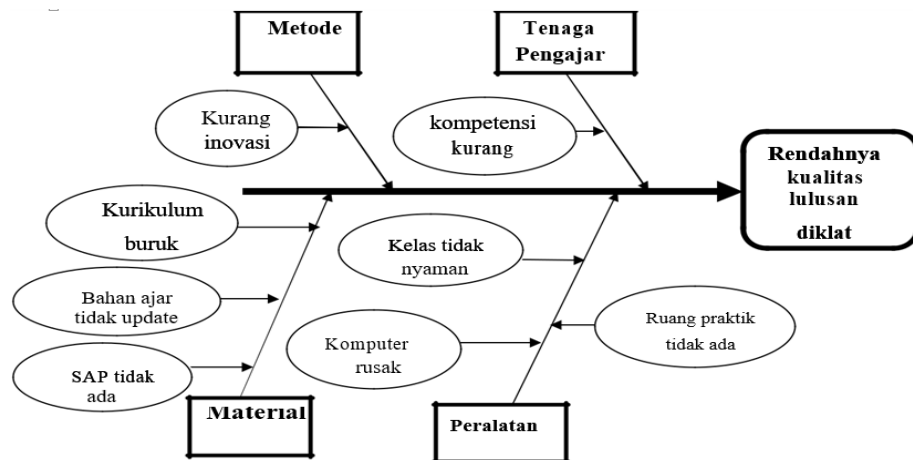 Metode
Tenaga
Pengajar
Kurang
inovasi
kompetensi
kurang
Rendahnya
kualitas
lulusan
diklat
Kurikulum
buruk
Kelas tidak
nyaman
Bahan ajar
tidak update
Ruang praktik
tidak ada
Komputer
rusak
SAP tidak
ada
Material
Peralatan